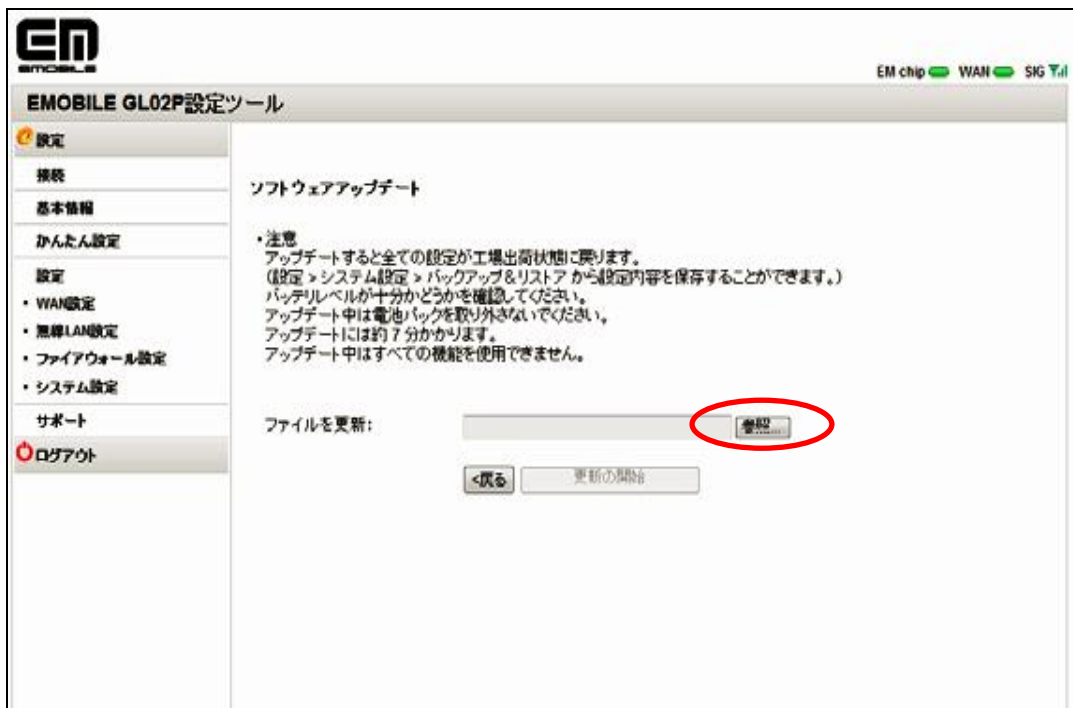 EM
EMOBILE
EM chip WAN SIG
EMOBILE GL02P設定ツール
設定
接続
基本情報
かんたん設定
設定
・WAN設定
・無線LAN設定
・ファイアウォール設定
・システム設定
サポート
ログアウト
ソフトウェアアップデート
・注意
アップデートすると全ての設定が工場出荷状態に戻ります。
(設定 > システム設定 > バックアップ&リストア から設定内容を保存することができます。)
バッテリレベルが十分かどうかを確認してください。
アップデート中は電池パックを取り外さないでください。
アップデートには約7分かかります。
アップデート中はすべての機能を使用できません。
ファイルを更新:
参照...
<戻る
更新の開始